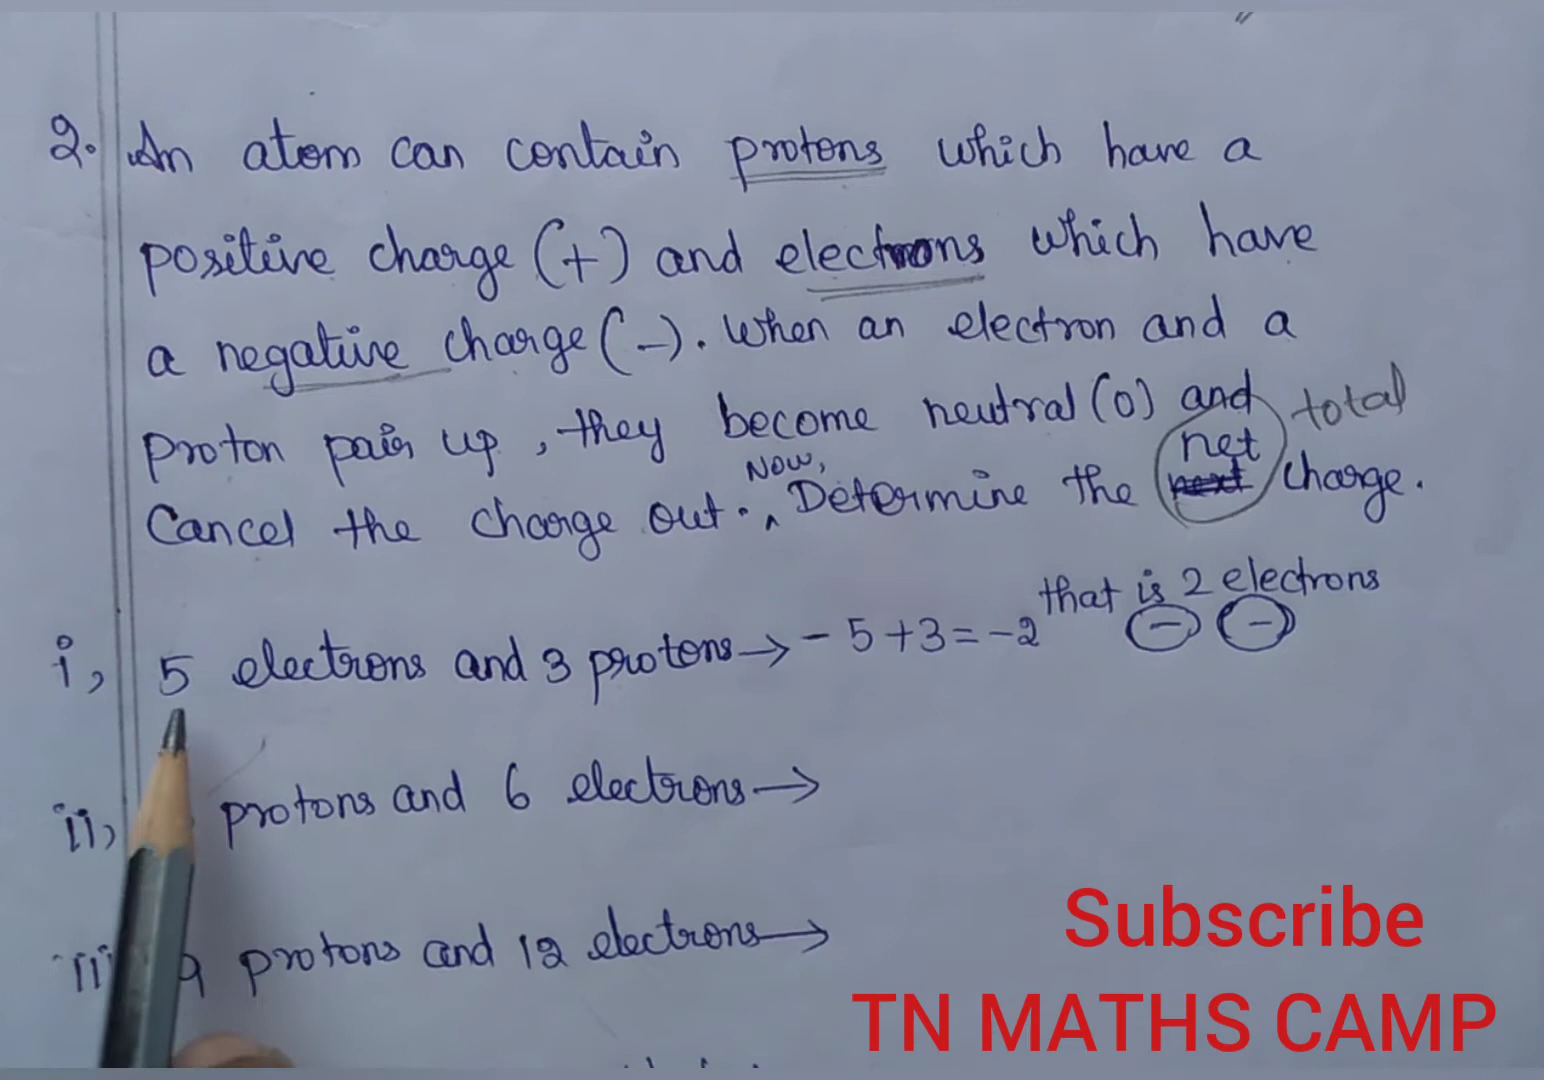 2. An atom can contain protons which have a
positive charge (+) and electrons which have
a negative charge (-). When an electron and a
proton pair up, they become neutral (0) and total
Now, net
Cancel the charge out. ^ Determine the charge.
that is 2 electrons
i, 5 electrons and 3 protons → - 5 + 3 = -2 - -
ii, protons and 6 electrons →
9 protons and 12 electrons →
Subscribe
TN MATHS CAMP